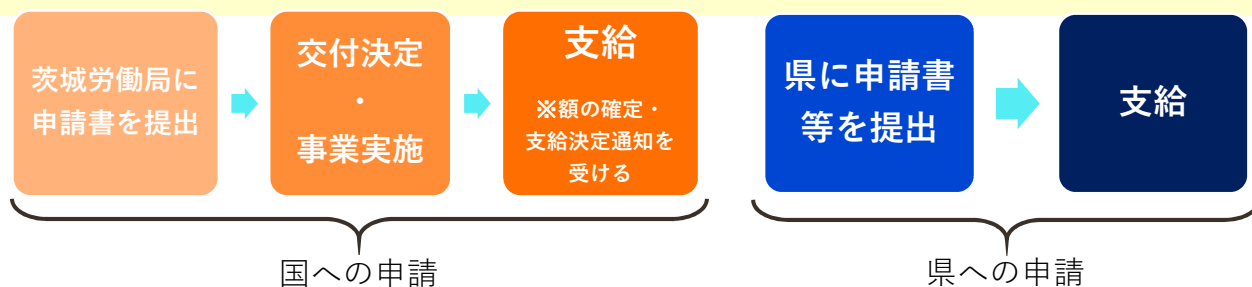 茨城労働局に
申請書を提出
交付決定
・
事業実施
支給
※額の確定・
支給決定通知を
受ける
県に申請書
等を提出
支給
国への申請
県への申請